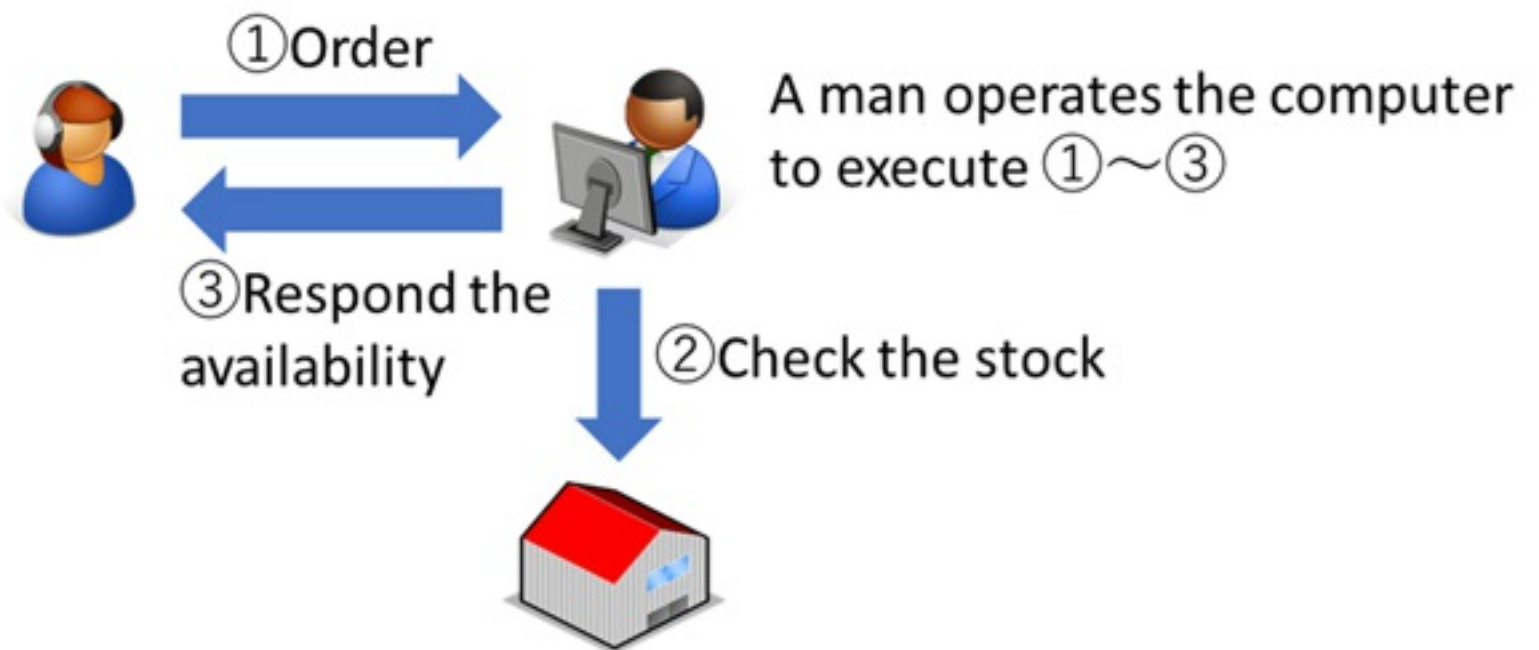 ①Order
A man operates the computer
to execute ①～③
③Respond the
availability
②Check the stock